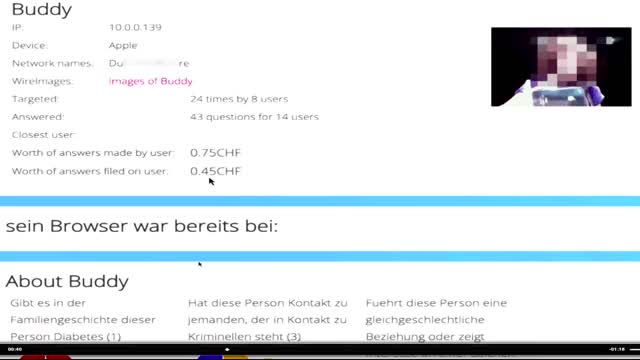 Buddy
IP: 10.0.0.139
Device: Apple
Network names: Du re
WireImages: Images of Buddy
Targeted: 24 times by 8 users
Answered: 43 questions for 14 users
Closest user:
Worth of answers made by user: 0.75CHF
Worth of answers filed on user: 0.45CHF
sein Browser war bereits bei:
About Buddy
Gibt es in der
Familiengeschichte dieser
Person Diabetes (1)
Hat diese Person Kontakt zu
jemanden, der in Kontakt zu
Kriminellen steht (3)
Fuehrt diese Person eine
gleichgeschlechtliche
Beziehung oder zeigt
00:40
-01:18